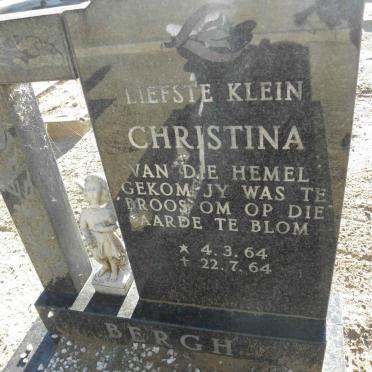 LIEFSTE KLEIN
CHRISTINA
VAN DIE HEMEL
GEKOM JY WAS TE
BROOS OM OP DIE
AARDE TE BLOM
★ 4.3.64
✝ 22.7.64
BERGH